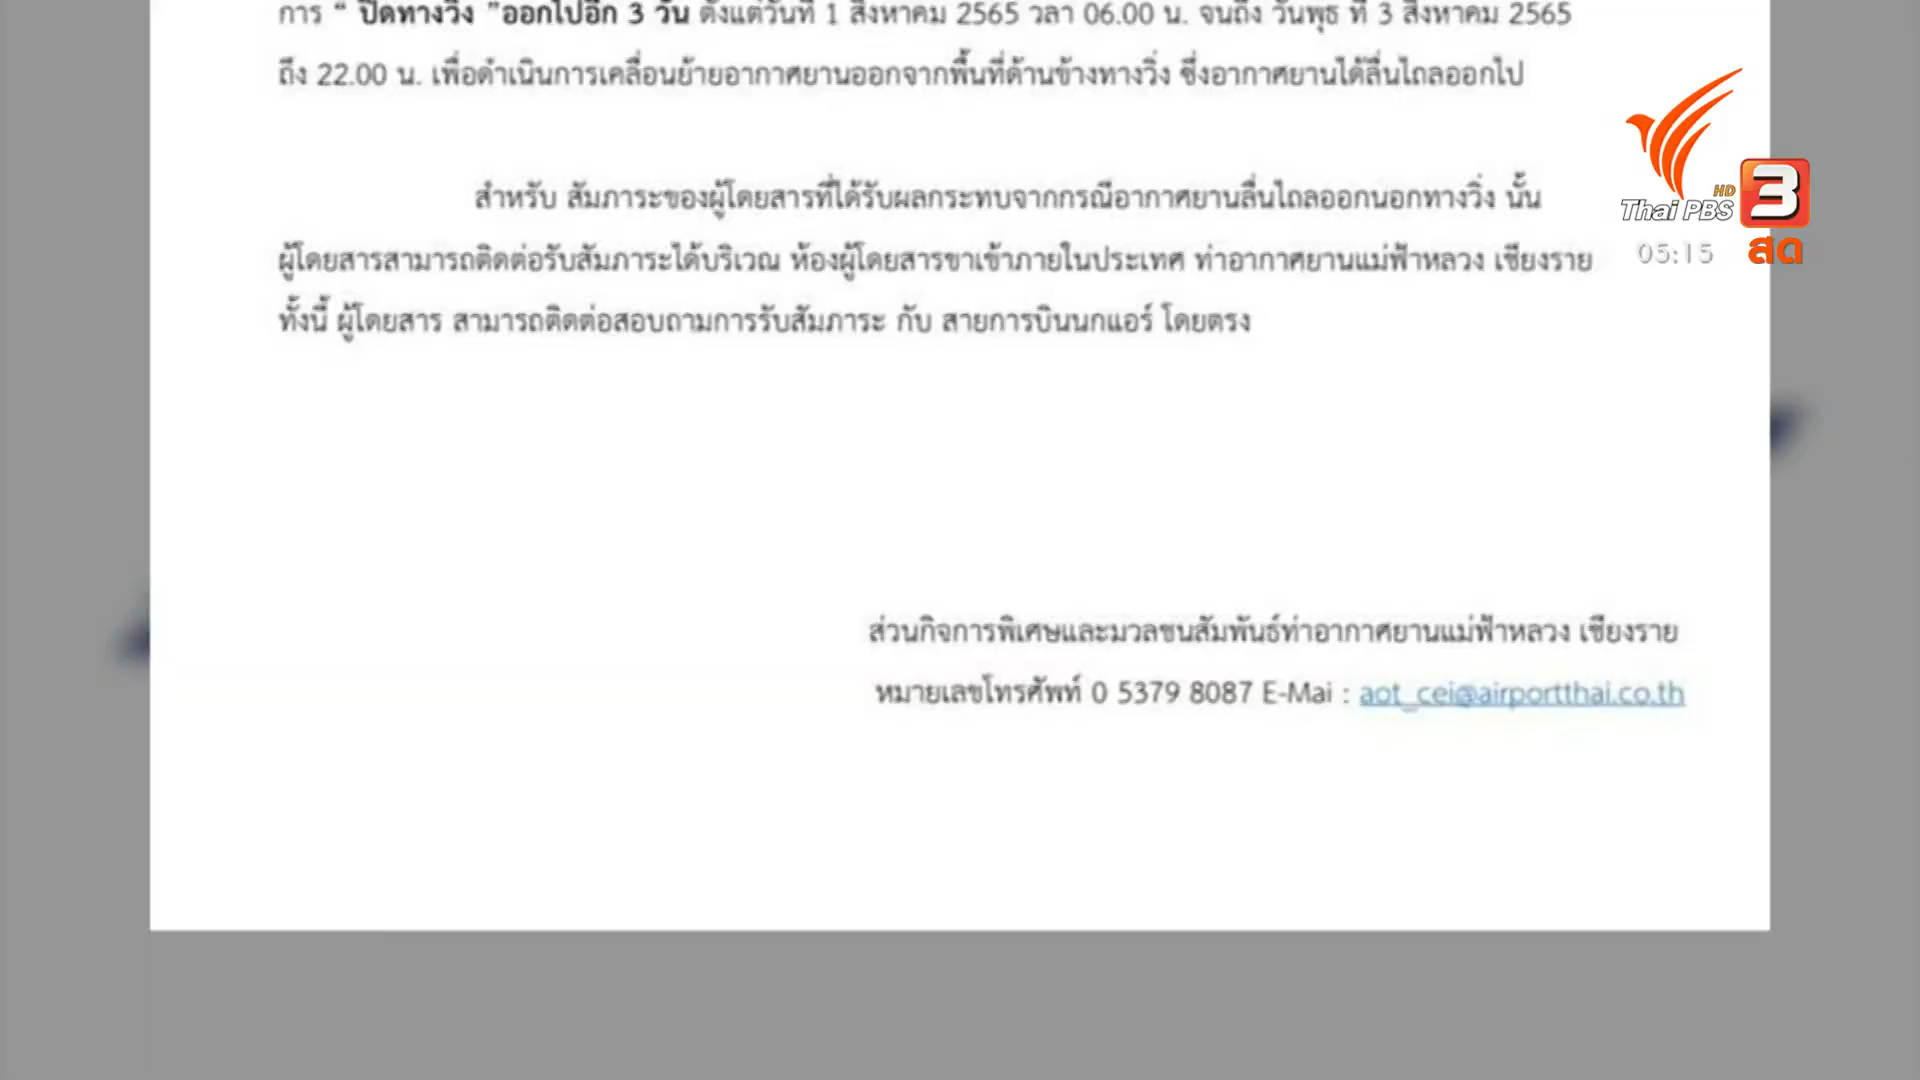 การ “ ปิดทางวิ่ง ”ออกไปอีก 3 วัน ตั้งแต่วันที่ 1 สิงหาคม 2565 วลา 06.00 น. จนถึง วันพุธ ที่ 3 สิงหาคม 2565
ถึง 22.00 น. เพื่อดำเนินการเคลื่อนย้ายอากาศยานออกจากพื้นที่ด้านข้างทางวิ่ง ซึ่งอากาศยานได้ลื่นไถลออกไป
สำหรับ สัมภาระของผู้โดยสารที่ได้รับผลกระทบจากกรณีอากาศยานลื่นไถลออกนอกทางวิ่ง นั้น
ผู้โดยสารสามารถติดต่อรับสัมภาระได้บริเวณ ห้องผู้โดยสารขาเข้าภายในประเทศ ท่าอากาศยานแม่ฟ้าหลวง เชียงราย
ทั้งนี้ ผู้โดยสาร สามารถติดต่อสอบถามการรับสัมภาระ กับ สายการบินนกแอร์ โดยตรง
ส่วนกิจการพิเศษและมวลชนสัมพันธ์ท่าอากาศยานแม่ฟ้าหลวง เชียงราย
หมายเลขโทรศัพท์ 0 5379 8087 E-Mai : aot_cei@airportthai.co.th
Thai PBS HD 3
05:15 สด